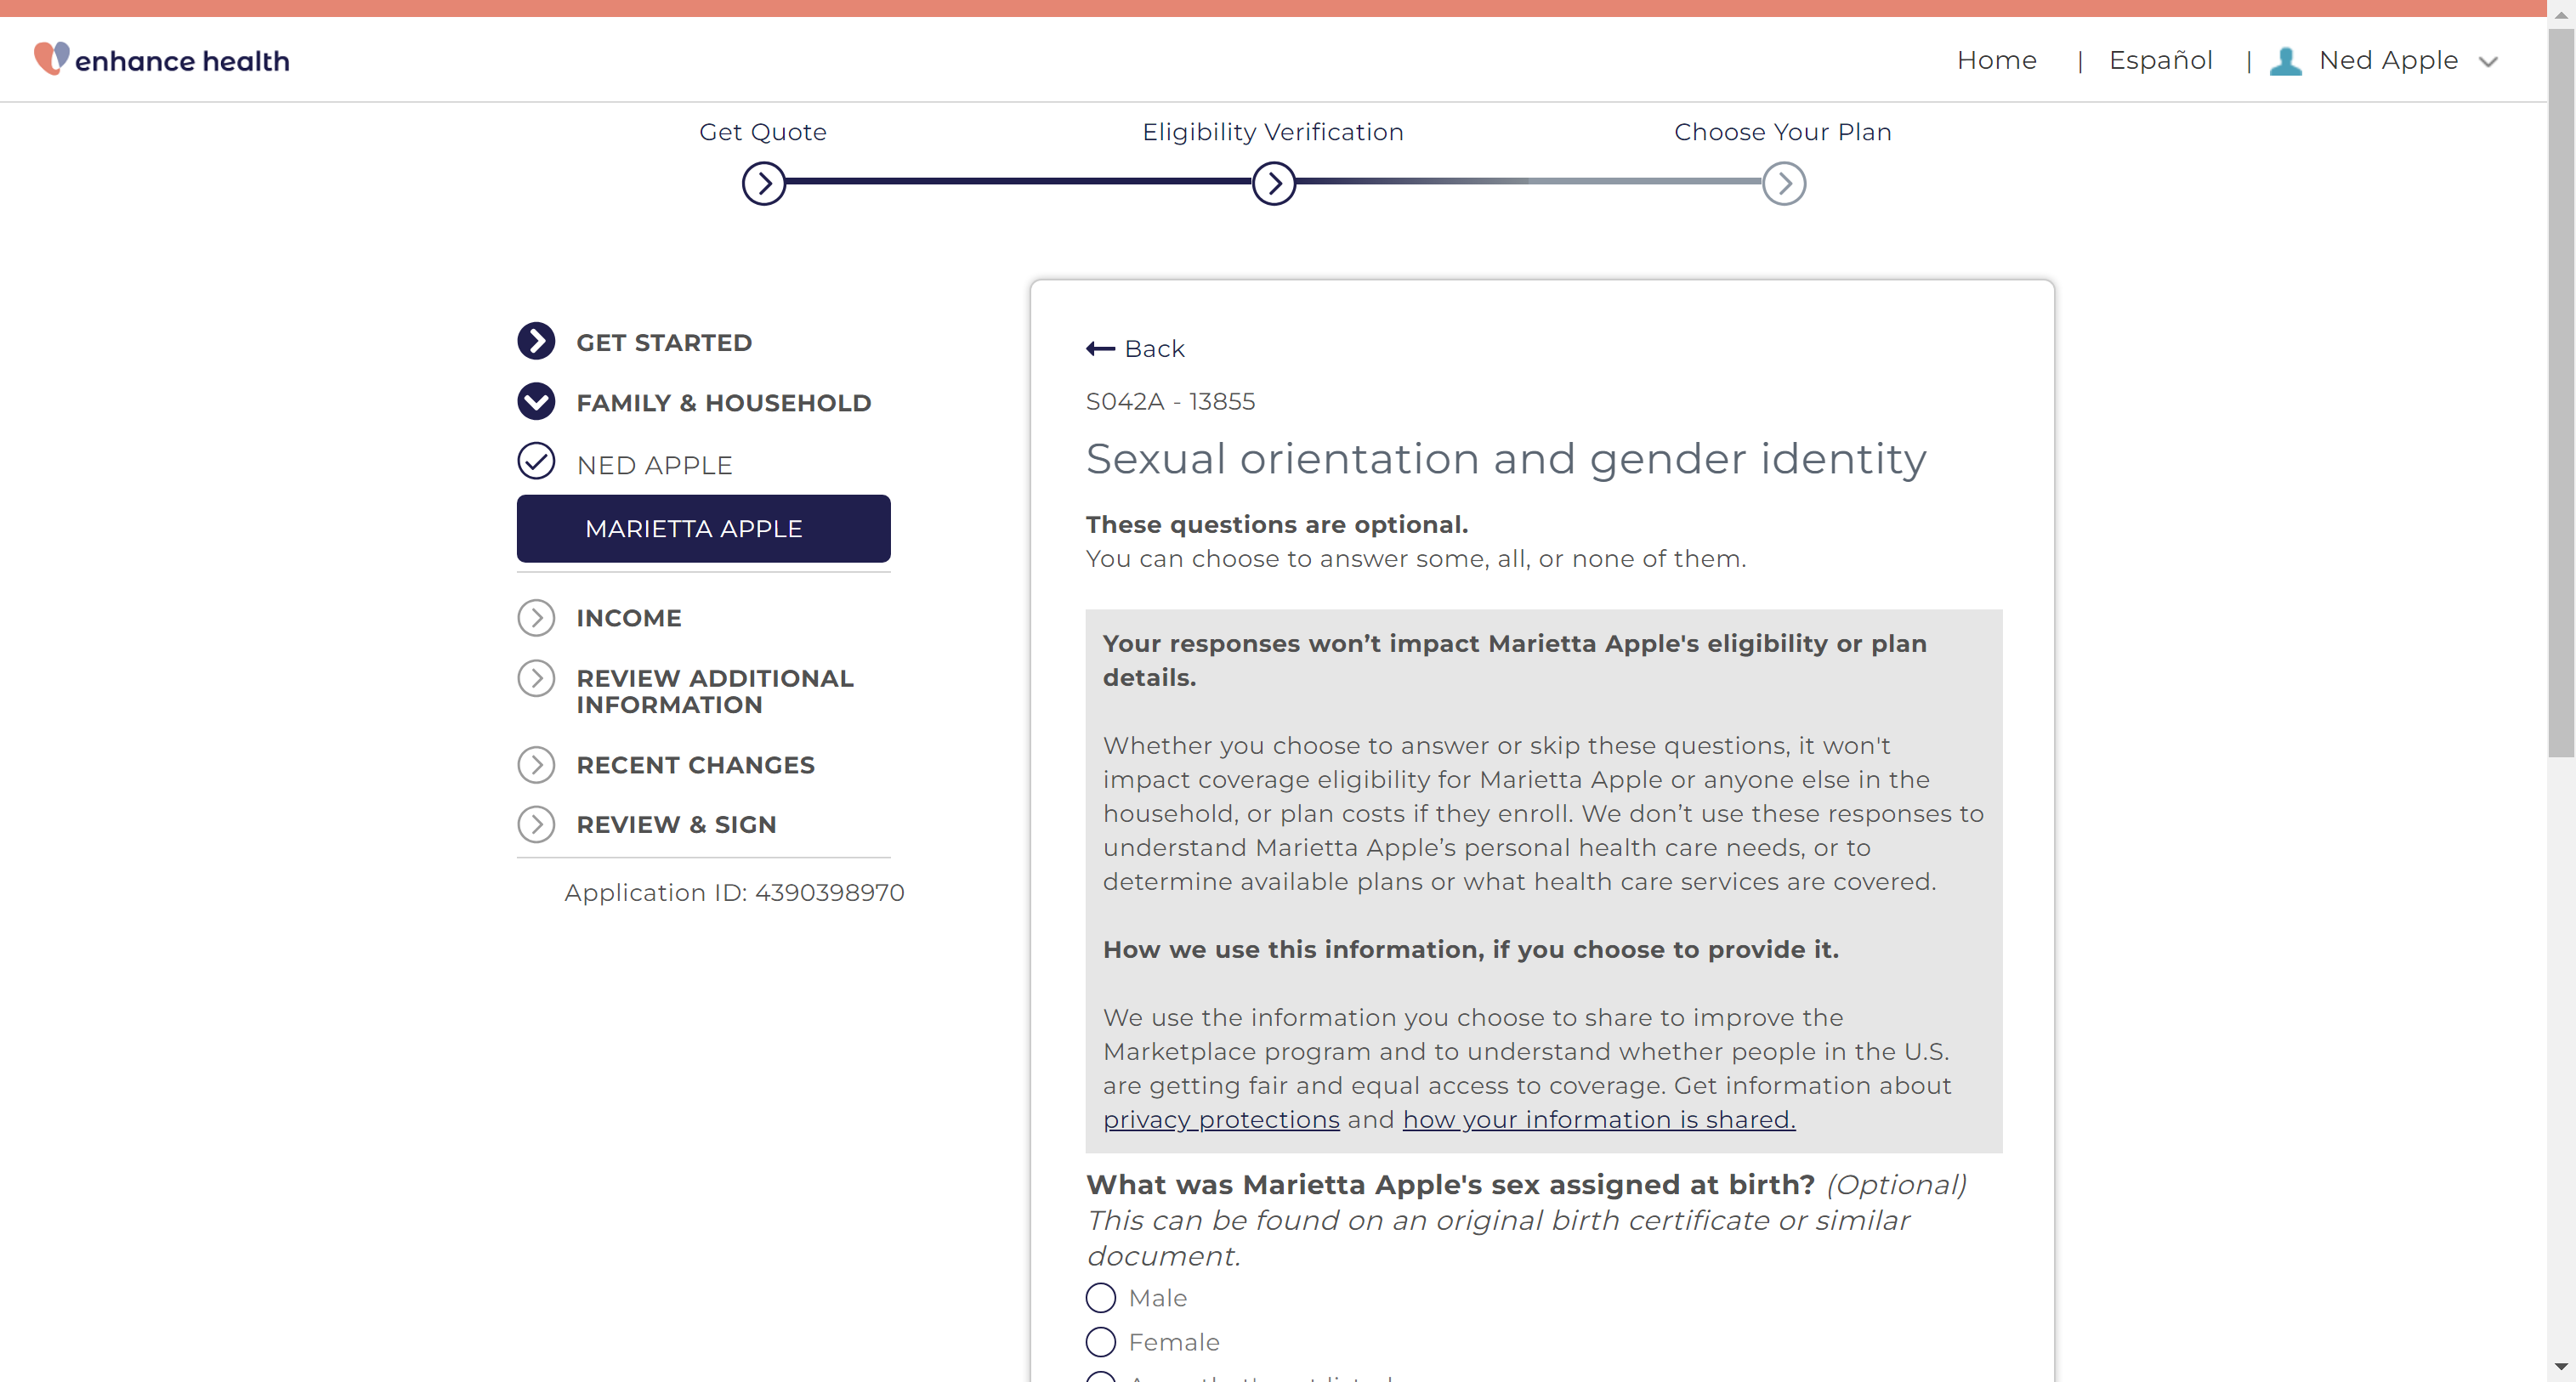 enhance health
Home | Español | Ned Apple
Get Quote
Eligibility Verification
Choose Your Plan
GET STARTED
FAMILY & HOUSEHOLD
NED APPLE
MARIETTA APPLE
INCOME
REVIEW ADDITIONAL
INFORMATION
RECENT CHANGES
REVIEW & SIGN
Application ID: 4390398970
Back
S042A - 13855
Sexual orientation and gender identity
These questions are optional.
You can choose to answer some, all, or none of them.
Your responses won’t impact Marietta Apple's eligibility or plan
details.
Whether you choose to answer or skip these questions, it won't
impact coverage eligibility for Marietta Apple or anyone else in the
household, or plan costs if they enroll. We don’t use these responses to
understand Marietta Apple’s personal health care needs, or to
determine available plans or what health care services are covered.
How we use this information, if you choose to provide it.
We use the information you choose to share to improve the
Marketplace program and to understand whether people in the U.S.
are getting fair and equal access to coverage. Get information about
privacy protections and how your information is shared.
What was Marietta Apple's sex assigned at birth? (Optional)
This can be found on an original birth certificate or similar
document.
Male
Female